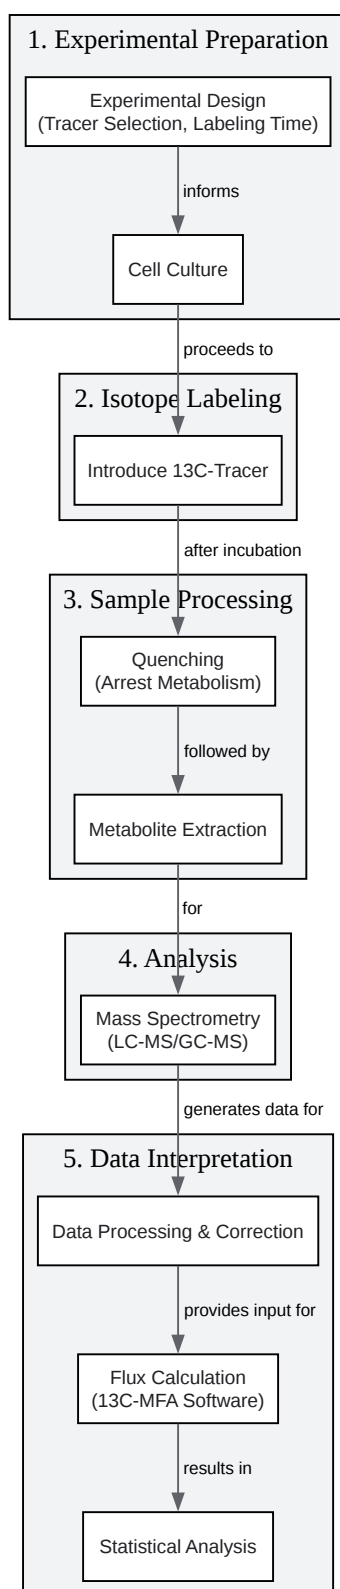 1. Experimental Preparation
Experimental Design
(Tracer Selection, Labeling Time)
informs
Cell Culture
proceeds to
2. Isotope Labeling
Introduce 13C-Tracer
after incubation
3. Sample Processing
Quenching
(Arrest Metabolism)
followed by
Metabolite Extraction
for
4. Analysis
Mass Spectrometry
(LC-MS/GC-MS)
generates data for
5. Data Interpretation
Data Processing & Correction
provides input for
Flux Calculation
(13C-MFA Software)
results in
Statistical Analysis